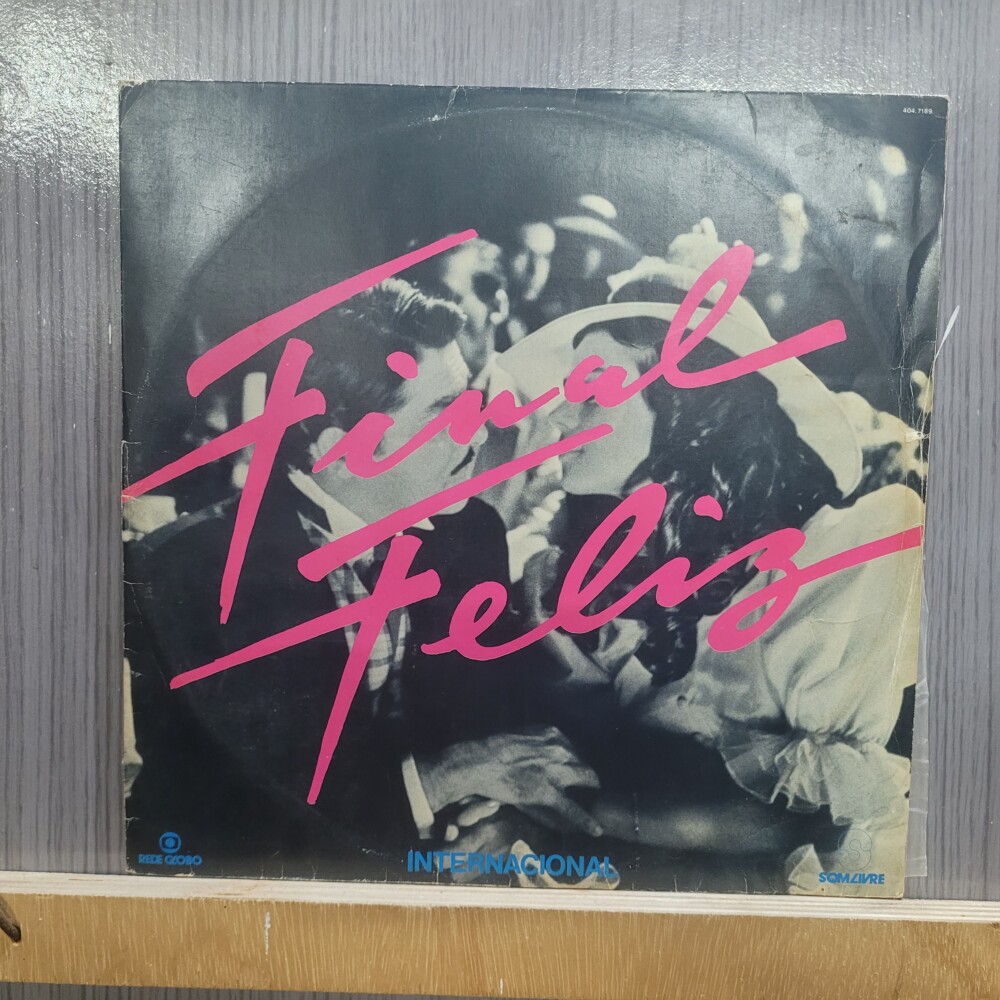 404.7189
Final
Feliz
REDE GLOBO
INTERNACIONAL
SOM LIVRE